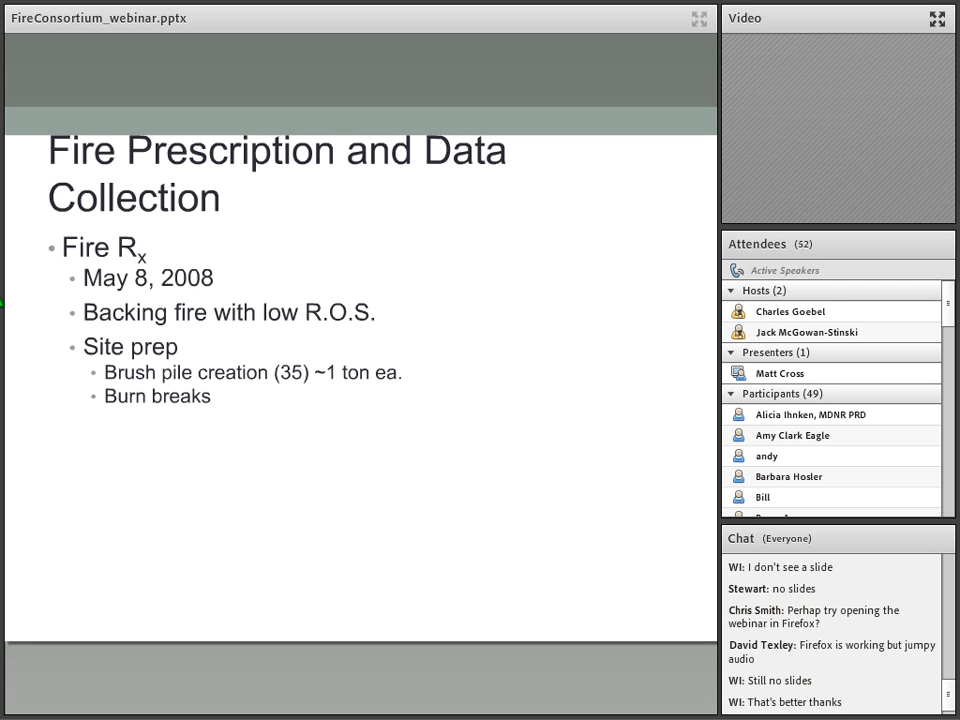 FireConsortium_webinar.pptx
Fire Prescription and Data
Collection
• Fire Rx
• May 8, 2008
• Backing fire with low R.O.S.
• Site prep
• Brush pile creation (35) ~1 ton ea.
• Burn breaks
Video
Attendees (52)
Active Speakers
Hosts (2)
Charles Goebel
Jack McGowan-Stinski
Presenters (1)
Matt Cross
Participants (49)
Alicia Ihnken, MDNR PRD
Amy Clark Eagle
andy
Barbara Hosler
Bill
Chat (Everyone)
WI: I don't see a slide
Stewart: no slides
Chris Smith: Perhap try opening the
webinar in Firefox?
David Texley: Firefox is working but jumpy
audio
WI: Still no slides
WI: That's better thanks